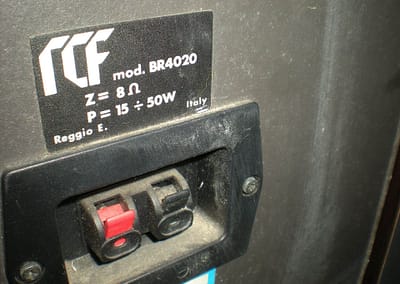 RCF mod. BR4020
Z = 8 Ω
P = 15 ÷ 50W
Reggio E. Italy